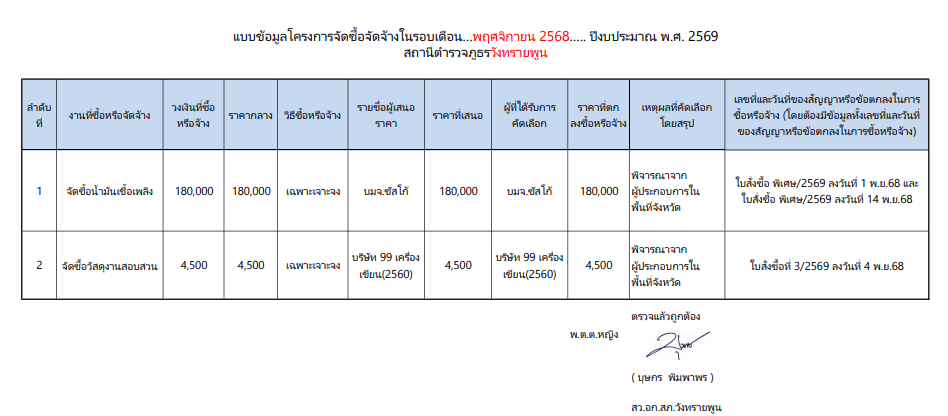 แบบข้อมูลโครงการจัดซื้อจัดจ้างในรอบเดือน...พฤศจิกายน 2568..... ปีงบประมาณ พ.ศ. 2569
สถานีตำรวจภูธรวังทรายพูน
ลำดับที่ งานที่ซื้อหรือจัดจ้าง วงเงินที่ซื้อหรือจ้าง ราคากลาง วิธีซื้อหรือจ้าง รายชื่อผู้เสนอราคา ราคาที่เสนอ ผู้ที่ได้รับการคัดเลือก ราคาที่ตกลงซื้อหรือจ้าง เหตุผลที่คัดเลือกโดยสรุป เลขที่และวันที่ของสัญญาหรือข้อตกลงในการซื้อหรือจ้าง (โดยต้องมีข้อมูลทั้งเลขที่และวันที่ของสัญญาหรือข้อตกลงในการซื้อหรือจ้าง)
1 จัดซื้อน้ำมันเชื้อเพลิง 180,000 180,000 เฉพาะเจาะจง บมจ.ซัสโก้ 180,000 บมจ.ซัสโก้ 180,000 พิจารณาจากผู้ประกอบการในพื้นที่จังหวัด ใบสั่งซื้อ พิเศษ/2569 ลงวันที่ 1 พ.ย.68 และใบสั่งซื้อ พิเศษ/2569 ลงวันที่ 14 พ.ย.68
2 จัดซื้อวัสดุงานสอบสวน 4,500 4,500 เฉพาะเจาะจง บริษัท 99 เครื่องเขียน(2560) 4,500 บริษัท 99 เครื่องเขียน(2560) 4,500 พิจารณาจากผู้ประกอบการในพื้นที่จังหวัด ใบสั่งซื้อที่ 3/2569 ลงวันที่ 4 พ.ย.68
ตรวจแล้วถูกต้อง
พ.ต.ต.หญิง
( บุษกร พิมพาพร )
สว.อก.สภ.วังทรายพูน